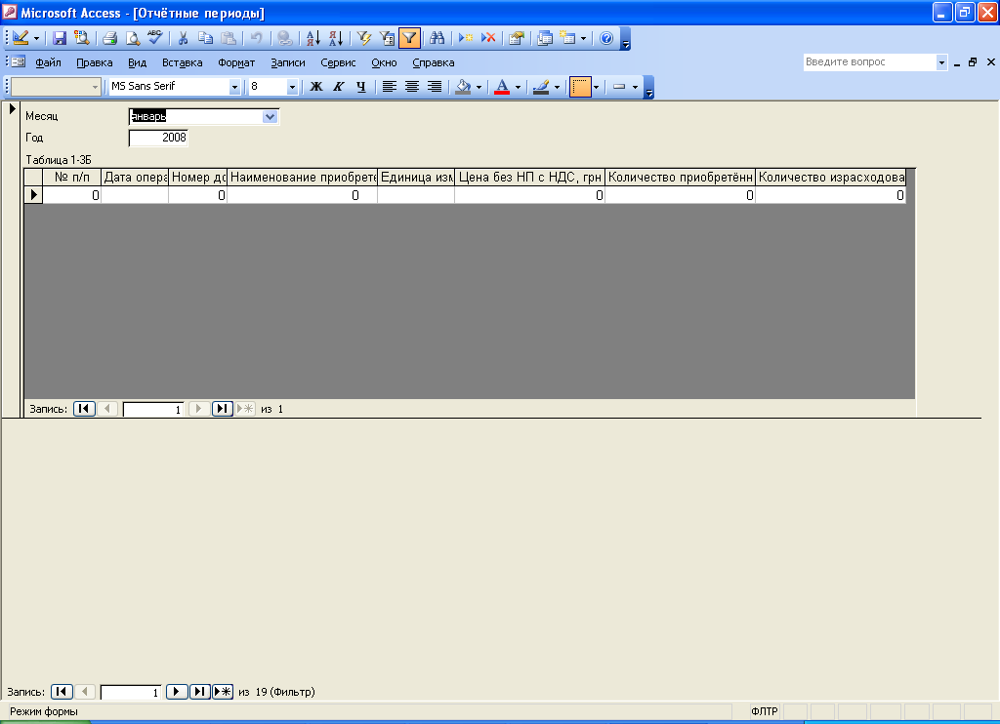 Microsoft Access - [Отчётные периоды]
Файл Правка Вид Вставка Формат Записи Сервис Окно Справка Введите вопрос
MS Sans Serif 8 Ж К Ч
Месяц январь
Год 2008
Таблица 1-3Б
№ п/п Дата опера Номер до Наименование приобрете Единица изм Цена без НП с НДС, грн Количество приобретённ Количество израсходова
0 0 0 0 0 0
Запись: 1 из 1
Запись: 1 из 19 (Фильтр)
Режим формы ФЛТР